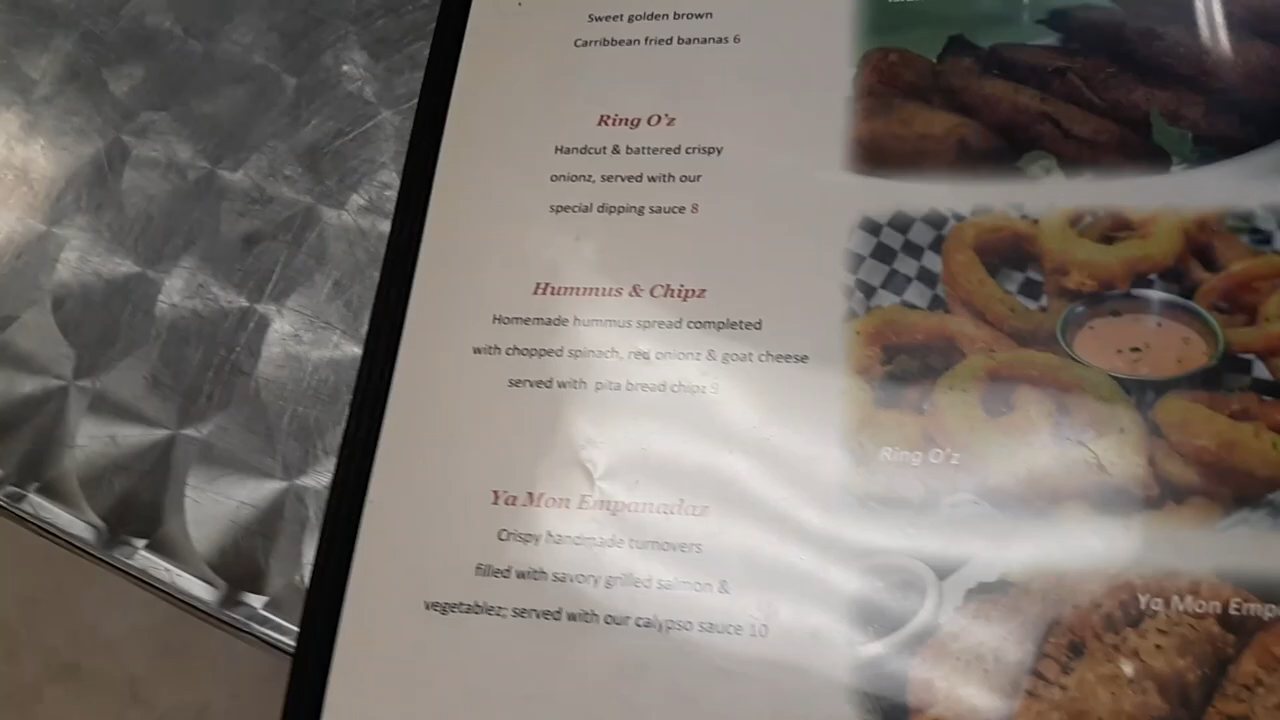 Sweet golden brown
Carribbean fried bananas 6
Ring O'z
Handcut & battered crispy
onionz, served with our
special dipping sauce 8
Hummus & Chipz
Homemade hummus spread completed
with chopped spinach, red onionz & goat cheese
served with pita bread chipz 9
Ya Mon Empanadaz
Crispy handmade turnovers
filled with savory grilled salmon &
vegetablez; served with our calypso sauce 10
Ring O'z
Ya Mon Emp